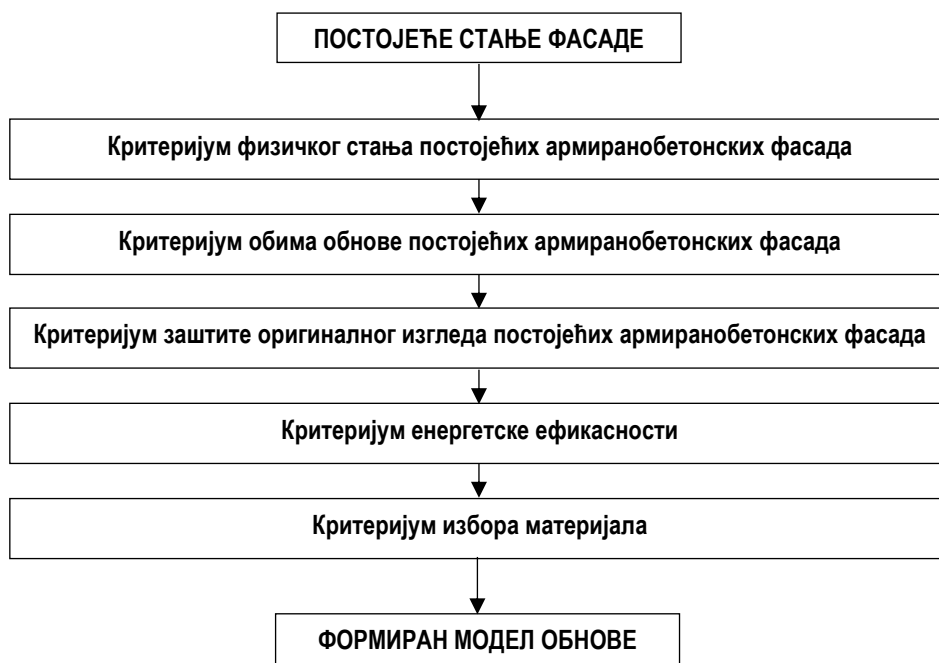 ПОСТОЈЕЋЕ СТАЊЕ ФАСАДЕ
Критеријум физичког стања постојећих армиранобетонских фасада
Критеријум обима обнове постојећих армиранобетонских фасада
Критеријум заштите оригиналног изгледа постојећих армиранобетонских фасада
Критеријум енергетске ефикасности
Критеријум избора материјала
ФОРМИРАН МОДЕЛ ОБНОВЕ